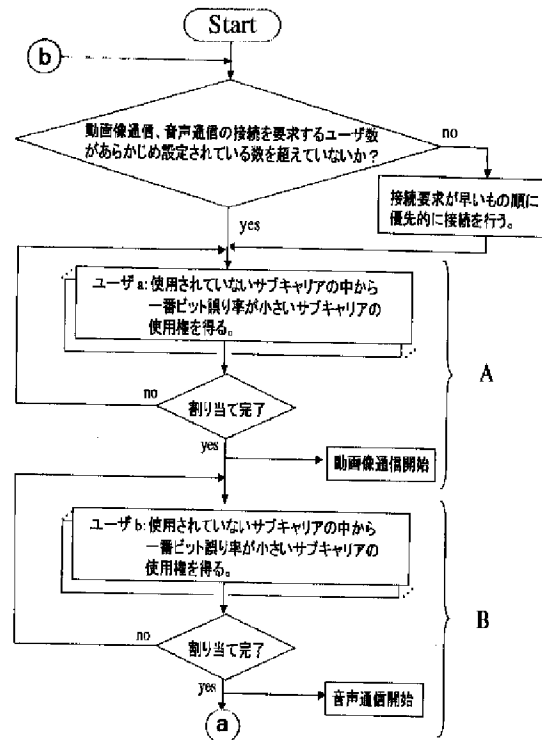 Start
b
動画像通信、音声通信の接続を要求するユーザ数
があらかじめ設定されている数を超えていないか？
no
接続要求が早いもの順に
優先的に接続を行う。
yes
ユーザa:使用されていないサブキャリアの中から
一番ビット誤り率が小さいサブキャリアの
使用権を得る。
A
no
割り当て完了
yes
動画像通信開始
ユーザb:使用されていないサブキャリアの中から
一番ビット誤り率が小さいサブキャリアの
使用権を得る。
B
no
割り当て完了
yes
音声通信開始
a